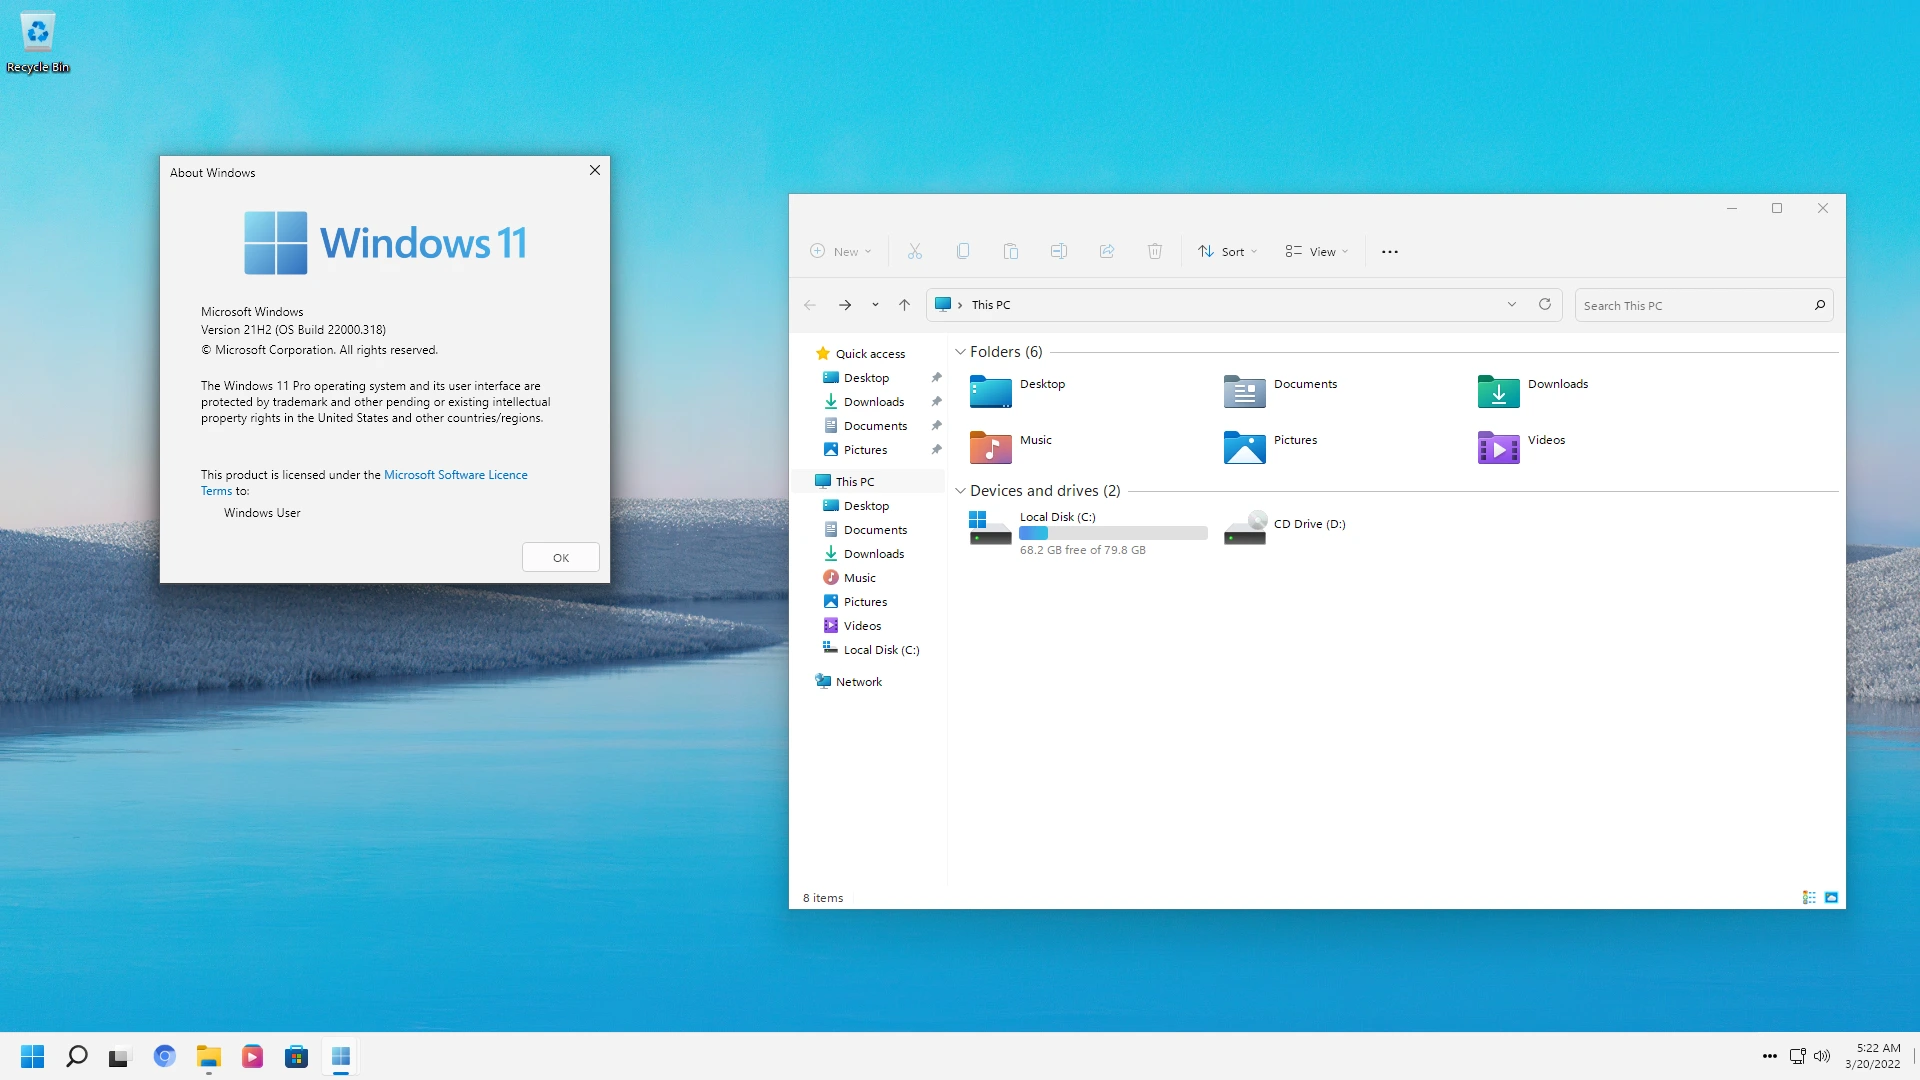 Recycle Bin
About Windows
Windows 11
Microsoft Windows
Version 21H2 (OS Build 22000.318)
© Microsoft Corporation. All rights reserved.
The Windows 11 Pro operating system and its user interface are
protected by trademark and other pending or existing intellectual
property rights in the United States and other countries/regions.
This product is licensed under the Microsoft Software Licence
Terms to:
Windows User
OK
New
Sort
View
This PC
Search This PC
Quick access
Desktop
Downloads
Documents
Pictures
This PC
Desktop
Documents
Downloads
Music
Pictures
Videos
Local Disk (C:)
Network
Folders (6)
Desktop
Documents
Downloads
Music
Pictures
Videos
Devices and drives (2)
Local Disk (C:)
68.2 GB free of 79.8 GB
CD Drive (D:)
8 items
5:22 AM
3/20/2022